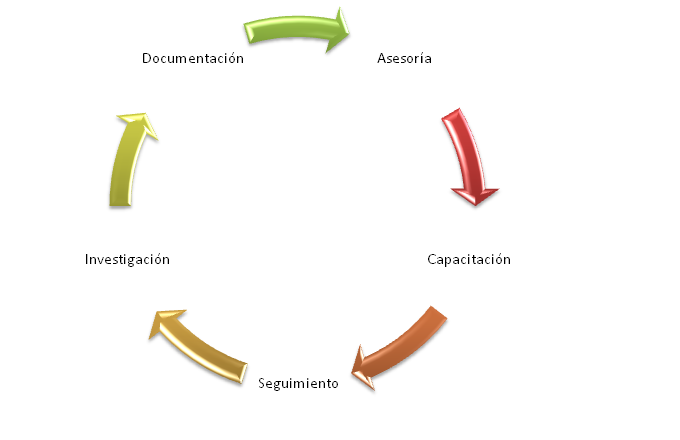 Documentación
Asesoría
Capacitación
Seguimiento
Investigación